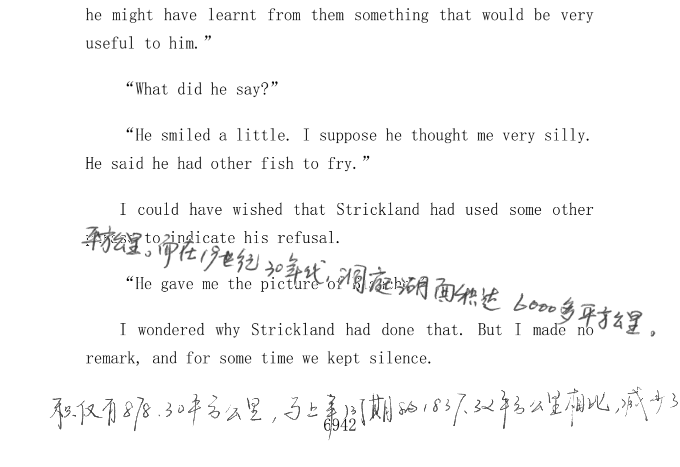 he might have learnt from them something that would be very
useful to him.”
“What did he say?”
“He smiled a little. I suppose he thought me very silly.
He said he had other fish to fry.”
I could have wished that Strickland had used some other
to indicate his refusal.
平方公里。而在19世纪30年代，洞庭湖面积达6000多平方公里。
“He gave me the picture of
I wondered why Strickland had done that. But I made no
remark, and for some time we kept silence.
积仅有878.30平方公里，与上年同期的1837.32平方公里相比，减少3
6942